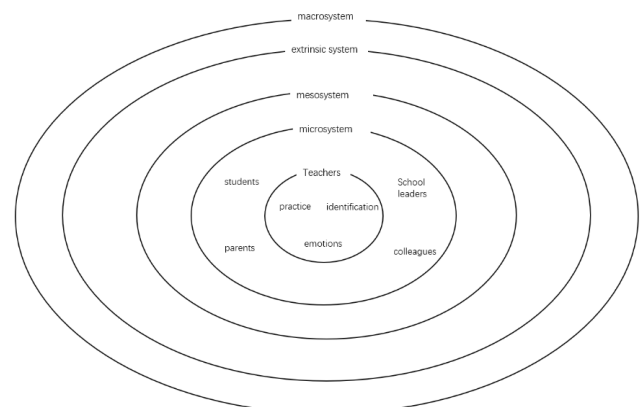 macrosystem
extrinsic system
mesosystem
microsystem
Teachers
students
School
leaders
practice
identification
emotions
parents
colleagues